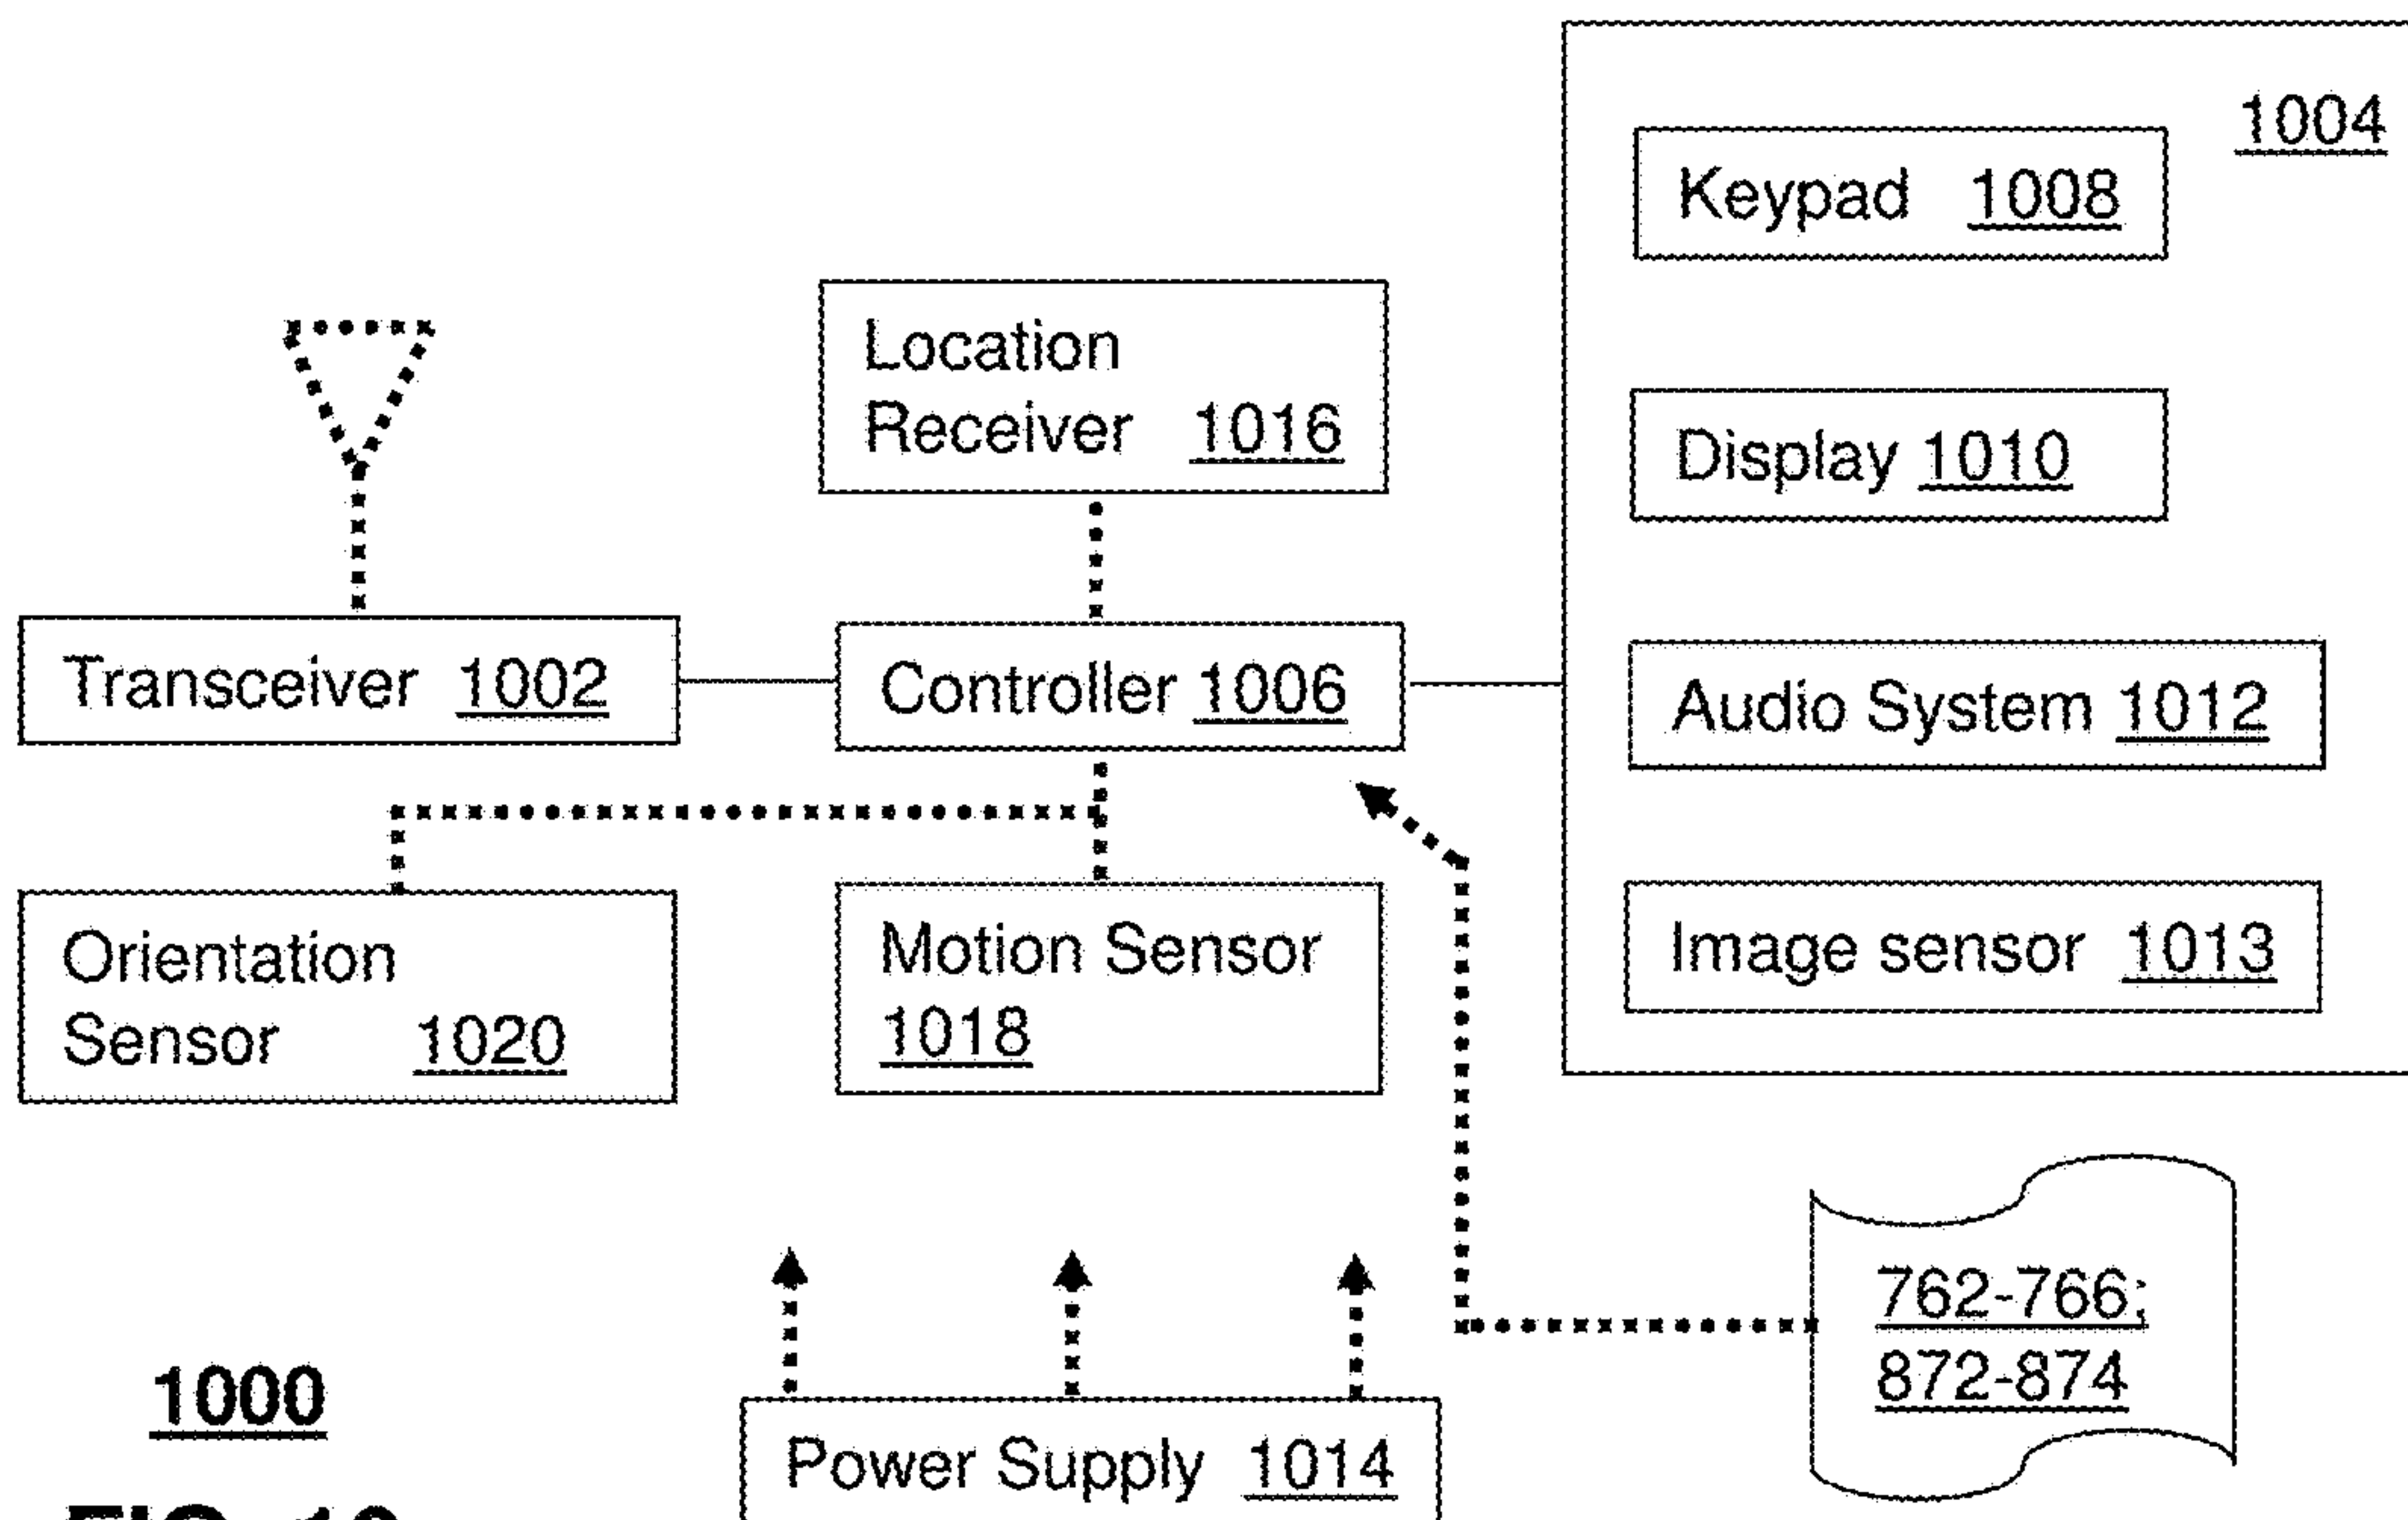 1004
Keypad 1008
Location
Receiver 1016
Display 1010
Transceiver 1002
Controller 1006
Audio System 1012
Orientation
Sensor 1020
Motion Sensor
1018
Image sensor 1013
762-766;
872-874
1000
Power Supply 1014